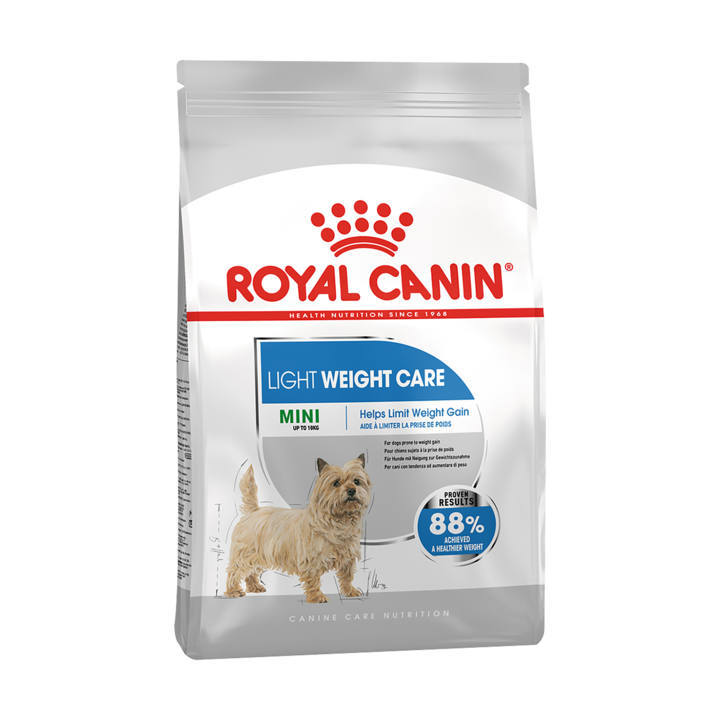 ROYAL CANIN®
HEALTH NUTRITION SINCE 1968
LIGHT WEIGHT CARE
MINI
UP TO 10KG
Helps Limit Weight Gain
AIDE À LIMITER LA PRISE DE POIDS
For dogs prone to weight gain
Pour chiens sujets à la prise de poids
Für Hunde mit Neigung zur Gewichtszunahme
Per cani con tendenza ad aumentare di peso
PROVEN
RESULTS
88%
ACHIEVED
A HEALTHIER WEIGHT
CANINE CARE NUTRITION